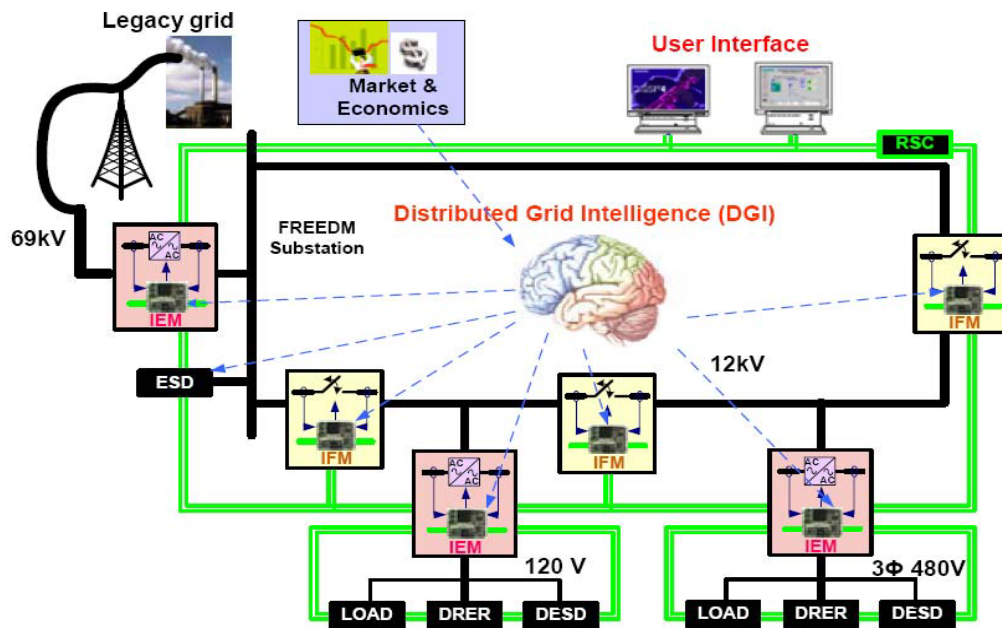 Legacy grid
$
Market &
Economics
User Interface
RSC
Distributed Grid Intelligence (DGI)
FREEDM
Substation
69kV
AC
AC
IEM
IFM
12kV
ESD
IFM
IFM
AC
AC
IEM
AC
AC
IEM
120 V
3Φ 480V
LOAD
DRER
DESD
LOAD
DRER
DESD